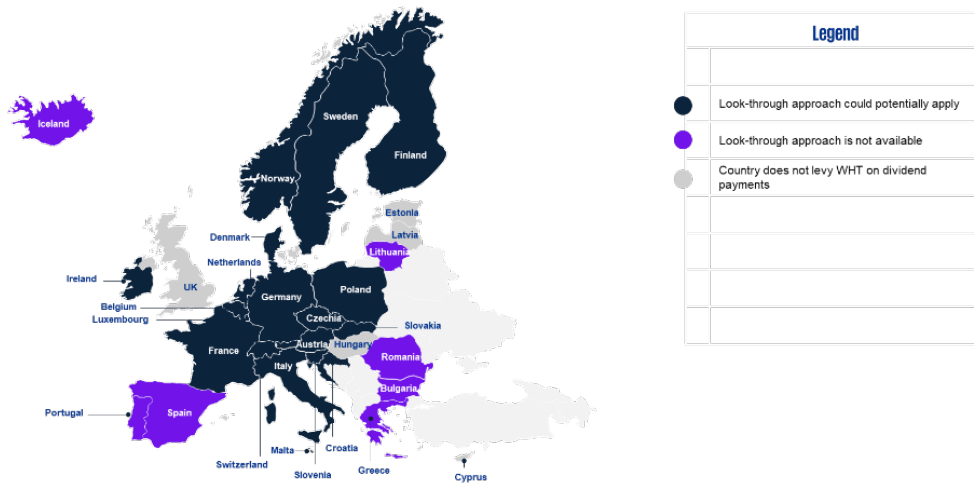 Legend
Look-through approach could potentially apply
Look-through approach is not available
Country does not levy WHT on dividend
payments
Iceland
Sweden
Finland
Norway
Estonia
Latvia
Lithuania
Denmark
Netherlands
Ireland
UK
Belgium
Luxembourg
Germany
Poland
Czechia
Slovakia
France
Austria
Hungary
Italy
Romania
Bulgaria
Portugal
Spain
Switzerland
Malta
Slovenia
Croatia
Greece
Cyprus